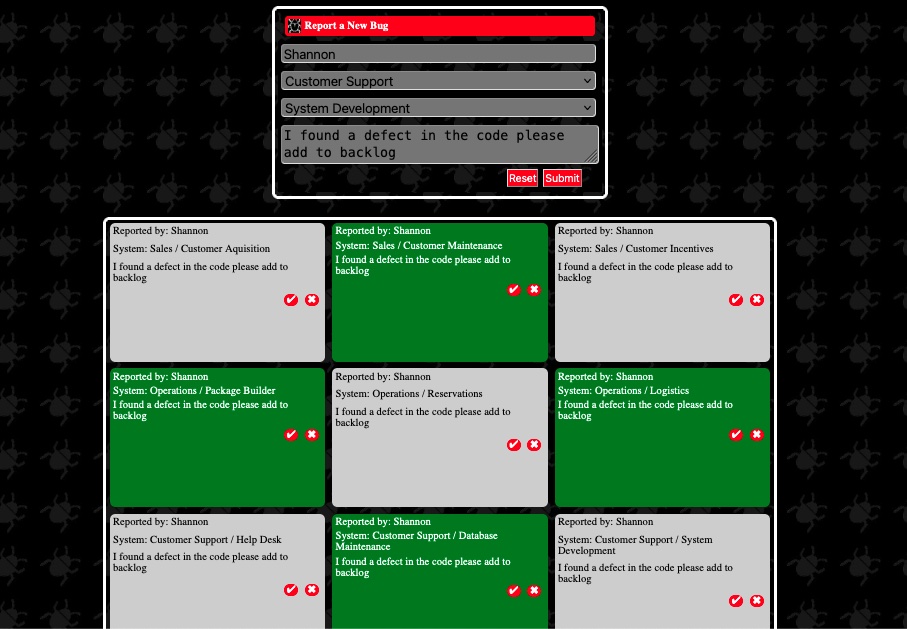 Report a New Bug
Shannon
Customer Support
System Development
I found a defect in the code please
add to backlog
Reset Submit
Reported by: Shannon
System: Sales / Customer Aquisition
I found a defect in the code please add to
backlog
Reported by: Shannon
System: Sales / Customer Maintenance
I found a defect in the code please add to
backlog
Reported by: Shannon
System: Sales / Customer Incentives
I found a defect in the code please add to
backlog
Reported by: Shannon
System: Operations / Package Builder
I found a defect in the code please add to
backlog
Reported by: Shannon
System: Operations / Reservations
I found a defect in the code please add to
backlog
Reported by: Shannon
System: Operations / Logistics
I found a defect in the code please add to
backlog
Reported by: Shannon
System: Customer Support / Help Desk
I found a defect in the code please add to
backlog
Reported by: Shannon
System: Customer Support / Database
Maintenance
I found a defect in the code please add to
backlog
Reported by: Shannon
System: Customer Support / System
Development
I found a defect in the code please add to
backlog